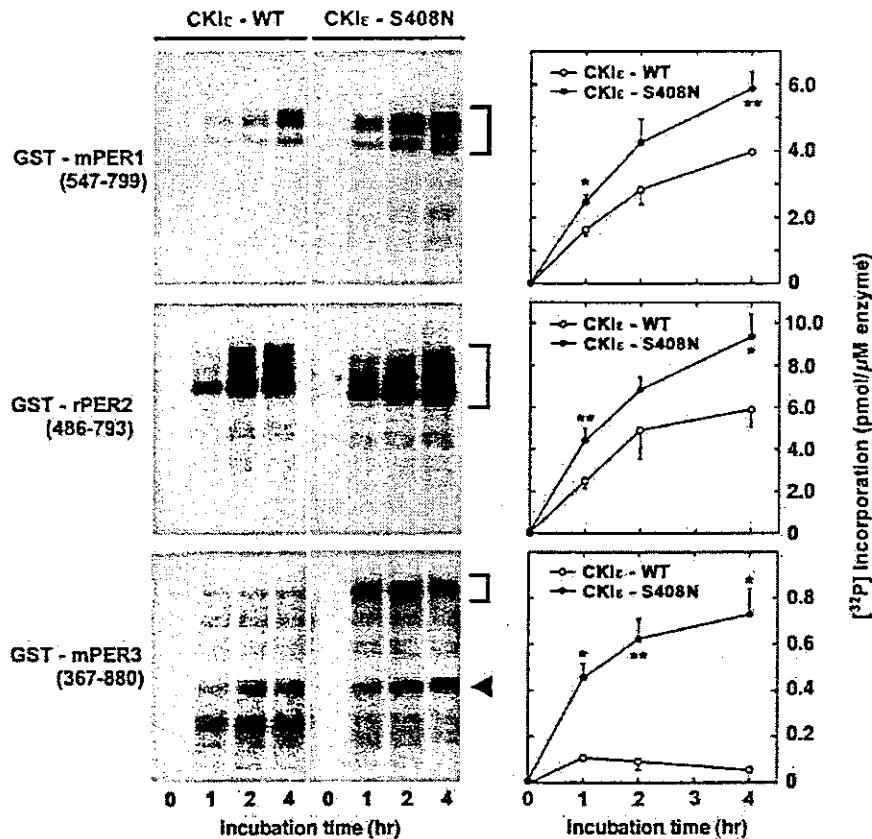 CKIε - WT
CKIε - S408N
GST - mPER1
(547-799)
CKIε - WT
CKIε - S408N
*
**
6.0
4.0
2.0
0
GST - rPER2
(486-793)
CKIε - WT
CKIε - S408N
**
*
10.0
8.0
6.0
4.0
2.0
0
GST - mPER3
(367-880)
CKIε - WT
CKIε - S408N
*
**
*
0.8
0.6
0.4
0.2
0
[³²P] Incorporation (pmol/µM enzyme)
0 1 2 4 0 1 2 4
Incubation time (hr)
0 1 2 3 4
Incubation time (hr)